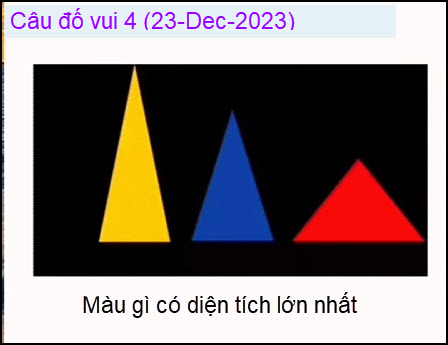 Câu đố vui 4 (23-Dec-2023)
Màu gì có diện tích lớn nhất